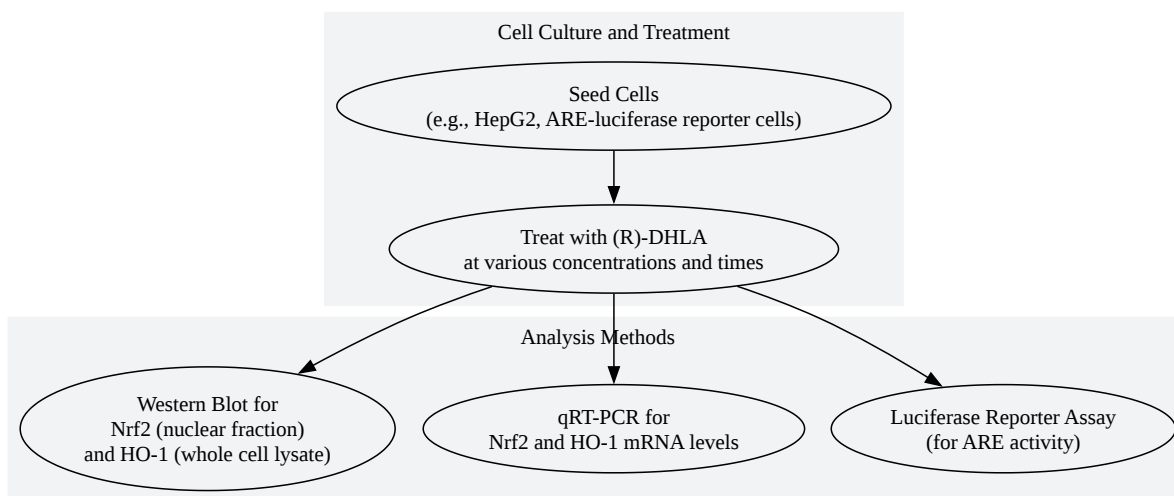 Cell Culture and Treatment
Seed Cells
(e.g., HepG2, ARE-luciferase reporter cells)
Treat with (R)-DHLA
at various concentrations and times
Analysis Methods
Western Blot for
Nrf2 (nuclear fraction)
and HO-1 (whole cell lysate)
qRT-PCR for
Nrf2 and HO-1 mRNA levels
Luciferase Reporter Assay
(for ARE activity)